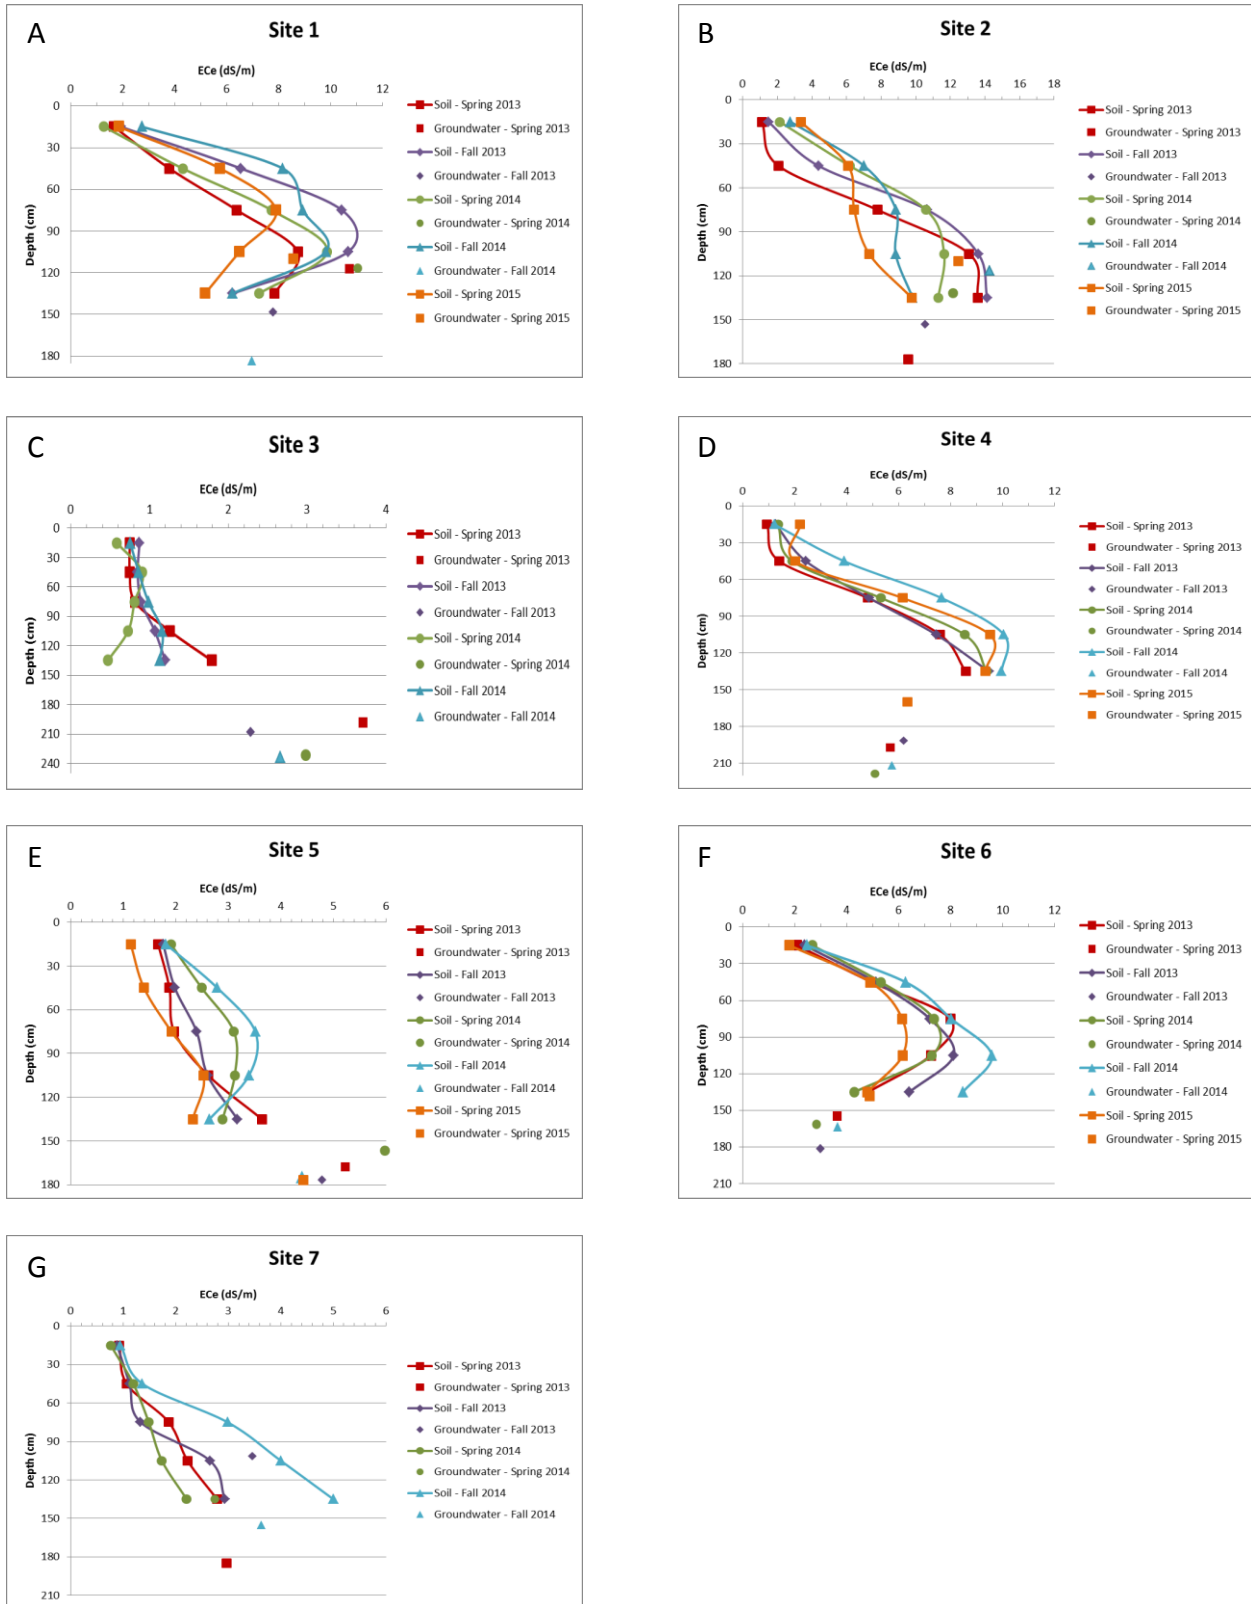 A
Site 1
ECe (dS/m)
0 2 4 6 8 10 12
Depth (cm)
0
30
60
90
120
150
180
Soil - Spring 2013
Groundwater - Spring 2013
Soil - Fall 2013
Groundwater - Fall 2013
Soil - Spring 2014
Groundwater - Spring 2014
Soil - Fall 2014
Groundwater - Fall 2014
Soil - Spring 2015
Groundwater - Spring 2015
B
Site 2
ECe (dS/m)
0 2 4 6 8 10 12 14 16 18
Depth (cm)
0
30
60
90
120
150
180
Soil - Spring 2013
Groundwater - Spring 2013
Soil - Fall 2013
Groundwater - Fall 2013
Soil - Spring 2014
Groundwater - Spring 2014
Soil - Fall 2014
Groundwater - Fall 2014
Soil - Spring 2015
Groundwater - Spring 2015
C
Site 3
ECe (dS/m)
0 1 2 3 4
Depth (cm)
0
30
60
90
120
150
180
210
240
Soil - Spring 2013
Groundwater - Spring 2013
Soil - Fall 2013
Groundwater - Fall 2013
Soil - Spring 2014
Groundwater - Spring 2014
Soil - Fall 2014
Groundwater - Fall 2014
D
Site 4
ECe (dS/m)
0 2 4 6 8 10 12
Depth (cm)
0
30
60
90
120
150
180
210
Soil - Spring 2013
Groundwater - Spring 2013
Soil - Fall 2013
Groundwater - Fall 2013
Soil - Spring 2014
Groundwater - Spring 2014
Soil - Fall 2014
Groundwater - Fall 2014
Soil - Spring 2015
Groundwater - Spring 2015
E
Site 5
ECe (dS/m)
0 1 2 3 4 5 6
Depth (cm)
0
30
60
90
120
150
180
Soil - Spring 2013
Groundwater - Spring 2013
Soil - Fall 2013
Groundwater - Fall 2013
Soil - Spring 2014
Groundwater - Spring 2014
Soil - Fall 2014
Groundwater - Fall 2014
Soil - Spring 2015
Groundwater - Spring 2015
F
Site 6
ECe (dS/m)
0 2 4 6 8 10 12
Depth (cm)
0
30
60
90
120
150
180
210
Soil - Spring 2013
Groundwater - Spring 2013
Soil - Fall 2013
Groundwater - Fall 2013
Soil - Spring 2014
Groundwater - Spring 2014
Soil - Fall 2014
Groundwater - Fall 2014
Soil - Spring 2015
Groundwater - Spring 2015
G
Site 7
ECe (dS/m)
0 1 2 3 4 5 6
Depth (cm)
0
30
60
90
120
150
180
210
Soil - Spring 2013
Groundwater - Spring 2013
Soil - Fall 2013
Groundwater - Fall 2013
Soil - Spring 2014
Groundwater - Spring 2014
Soil - Fall 2014
Groundwater - Fall 2014